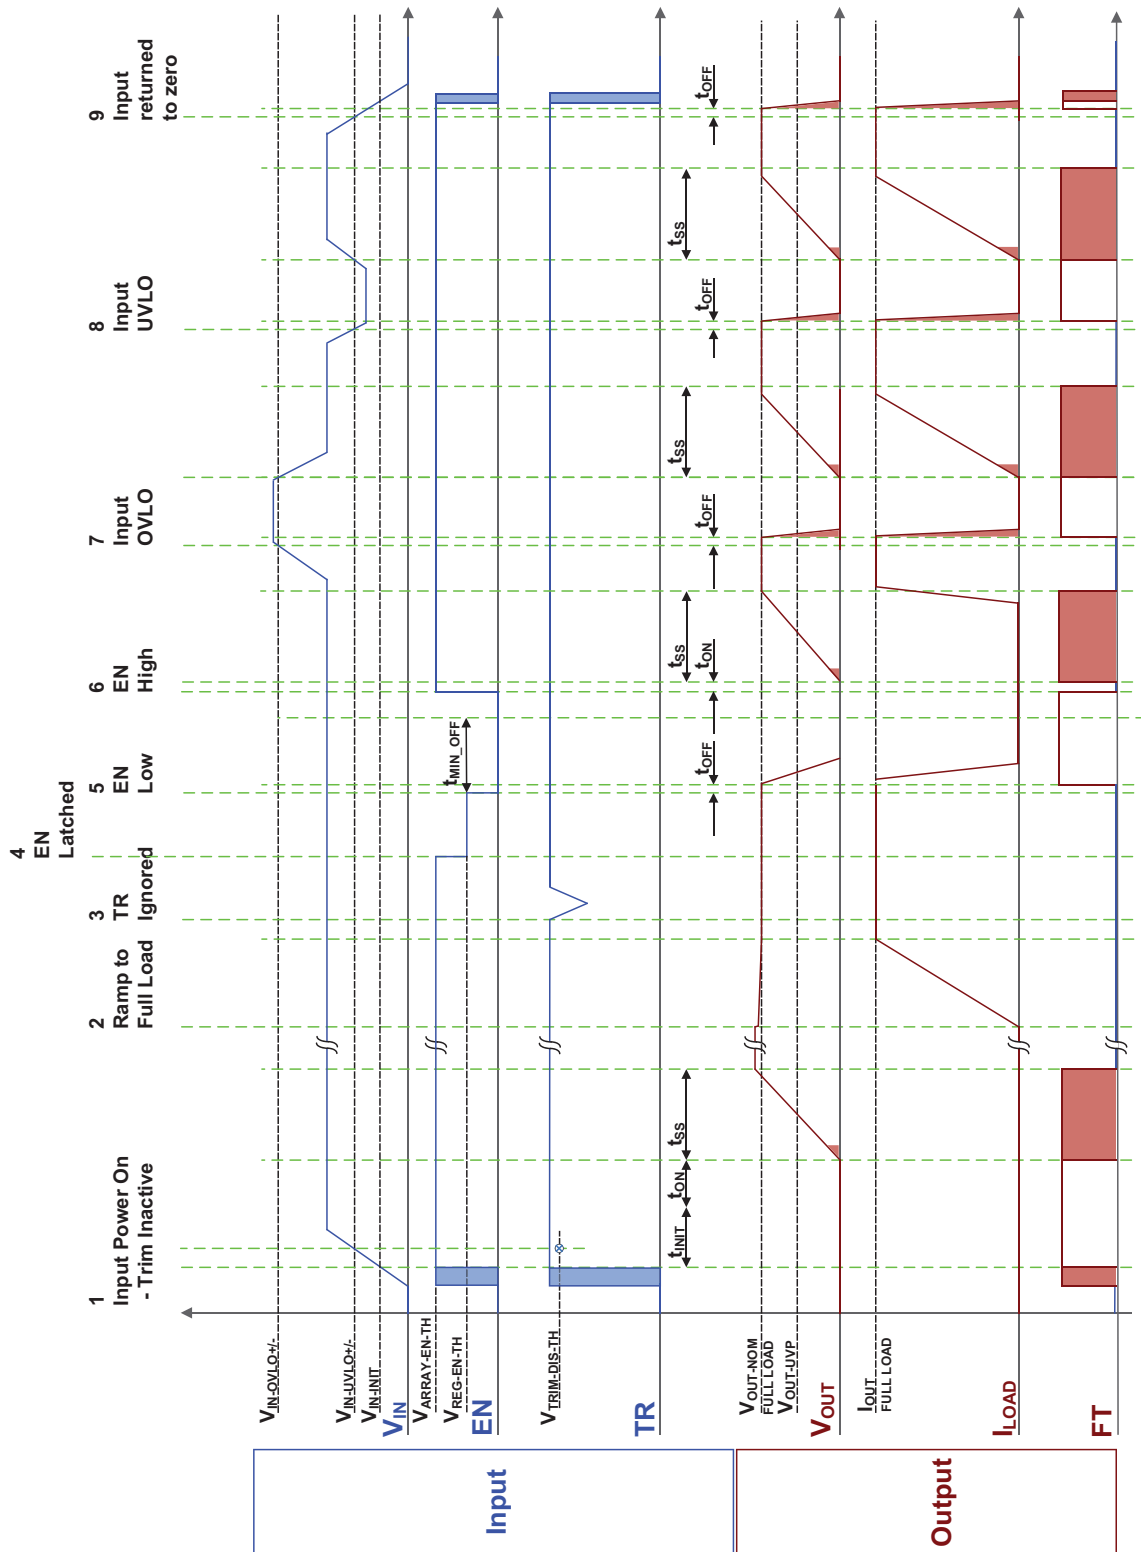 1
Input Power On
- Trim Inactive
2
Ramp to
Full Load
3
TR
Ignored
4
EN
Latched
5
EN
Low
6
EN
High
7
Input
OVLO
8
Input
UVLO
9
Input
returned
to zero
Input
VIN-OVLO+/-
VIN-UVLO+/-
VIN-INIT
VIN
VARRAY-EN-TH
VREG-EN-TH
EN
tMIN_OFF
VTRIM-DIS-TH
TR
tINIT
tON
tSS
tOFF
tON
tSS
tOFF
tSS
tOFF
tSS
tOFF
Output
VOUT-NOM
FULL LOAD
VOUT-UVP
VOUT
IOUT
FULL LOAD
ILOAD
FT